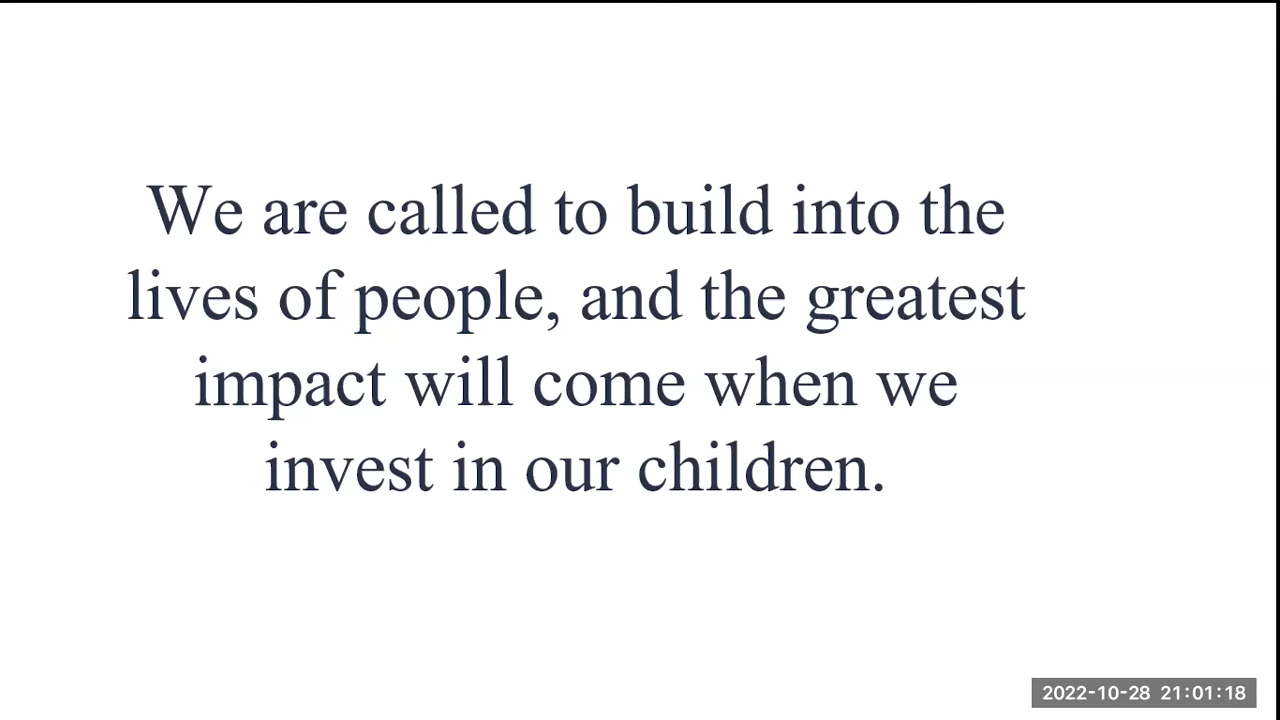 We are called to build into the
lives of people, and the greatest
impact will come when we
invest in our children.
2022-10-28 21:01:18